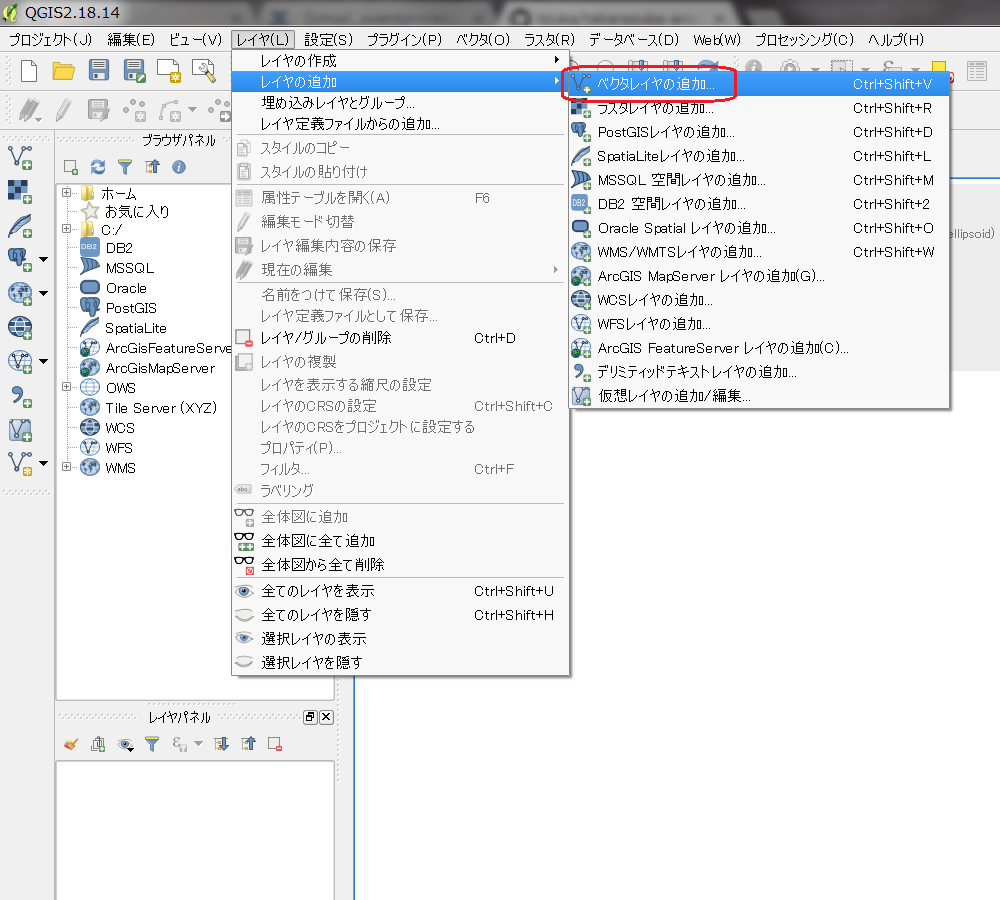 QGIS2.18.14
プロジェクト(J) 編集(E) ビュー(V) レイヤ(L) 設定(S) プラグイン(P) ベクタ(O) ラスタ(R) データベース(D) Web(W) プロセッシング(C) ヘルプ(H)
ブラウザパネル
ホーム
お気に入り
C:/
DB2
MSSQL
Oracle
PostGIS
SpatiaLite
ArcGisFeatureServe
ArcGisMapServer
OWS
Tile Server (XYZ)
WCS
WFS
WMS
レイヤパネル
レイヤの作成
レイヤの追加
埋め込みレイヤとグループ...
レイヤ定義ファイルからの追加...
スタイルのコピー
スタイルの貼り付け
属性テーブルを開く(A) F6
編集モード切替
レイヤ編集内容の保存
現在の編集
名前をつけて保存(S)...
レイヤ定義ファイルとして保存...
レイヤ/グループの削除 Ctrl+D
レイヤの複製
レイヤを表示する縮尺の設定
レイヤのCRSの設定 Ctrl+Shift+C
レイヤのCRSをプロジェクトに設定する
プロパティ(P)...
フィルタ... Ctrl+F
abc ラベリング
全体図に追加
全体図に全て追加
全体図から全て削除
全てのレイヤを表示 Ctrl+Shift+U
全てのレイヤを隠す Ctrl+Shift+H
選択レイヤの表示
選択レイヤを隠す
ベクタレイヤの追加... Ctrl+Shift+V
ラスタレイヤの追加... Ctrl+Shift+R
PostGISレイヤの追加... Ctrl+Shift+D
SpatiaLiteレイヤの追加... Ctrl+Shift+L
MSSQL 空間レイヤの追加... Ctrl+Shift+M
DB2 DB2 空間レイヤの追加... Ctrl+Shift+2
Oracle Spatial レイヤの追加... Ctrl+Shift+O
WMS/WMTSレイヤの追加... Ctrl+Shift+W
ArcGIS MapServer レイヤの追加(G)...
WCSレイヤの追加...
WFSレイヤの追加...
ArcGIS FeatureServer レイヤの追加(C)...
デリミティッドテキストレイヤの追加...
仮想レイヤの追加/編集...
ellipsoid)